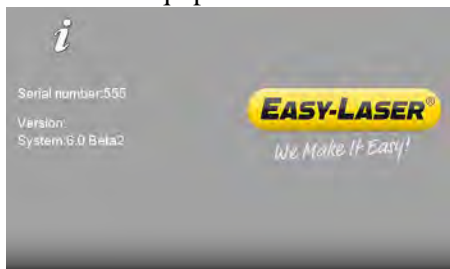 i
Serial number:555
Version:
System:6.0 Beta2
EASY-LASER®
We Make It Easy!